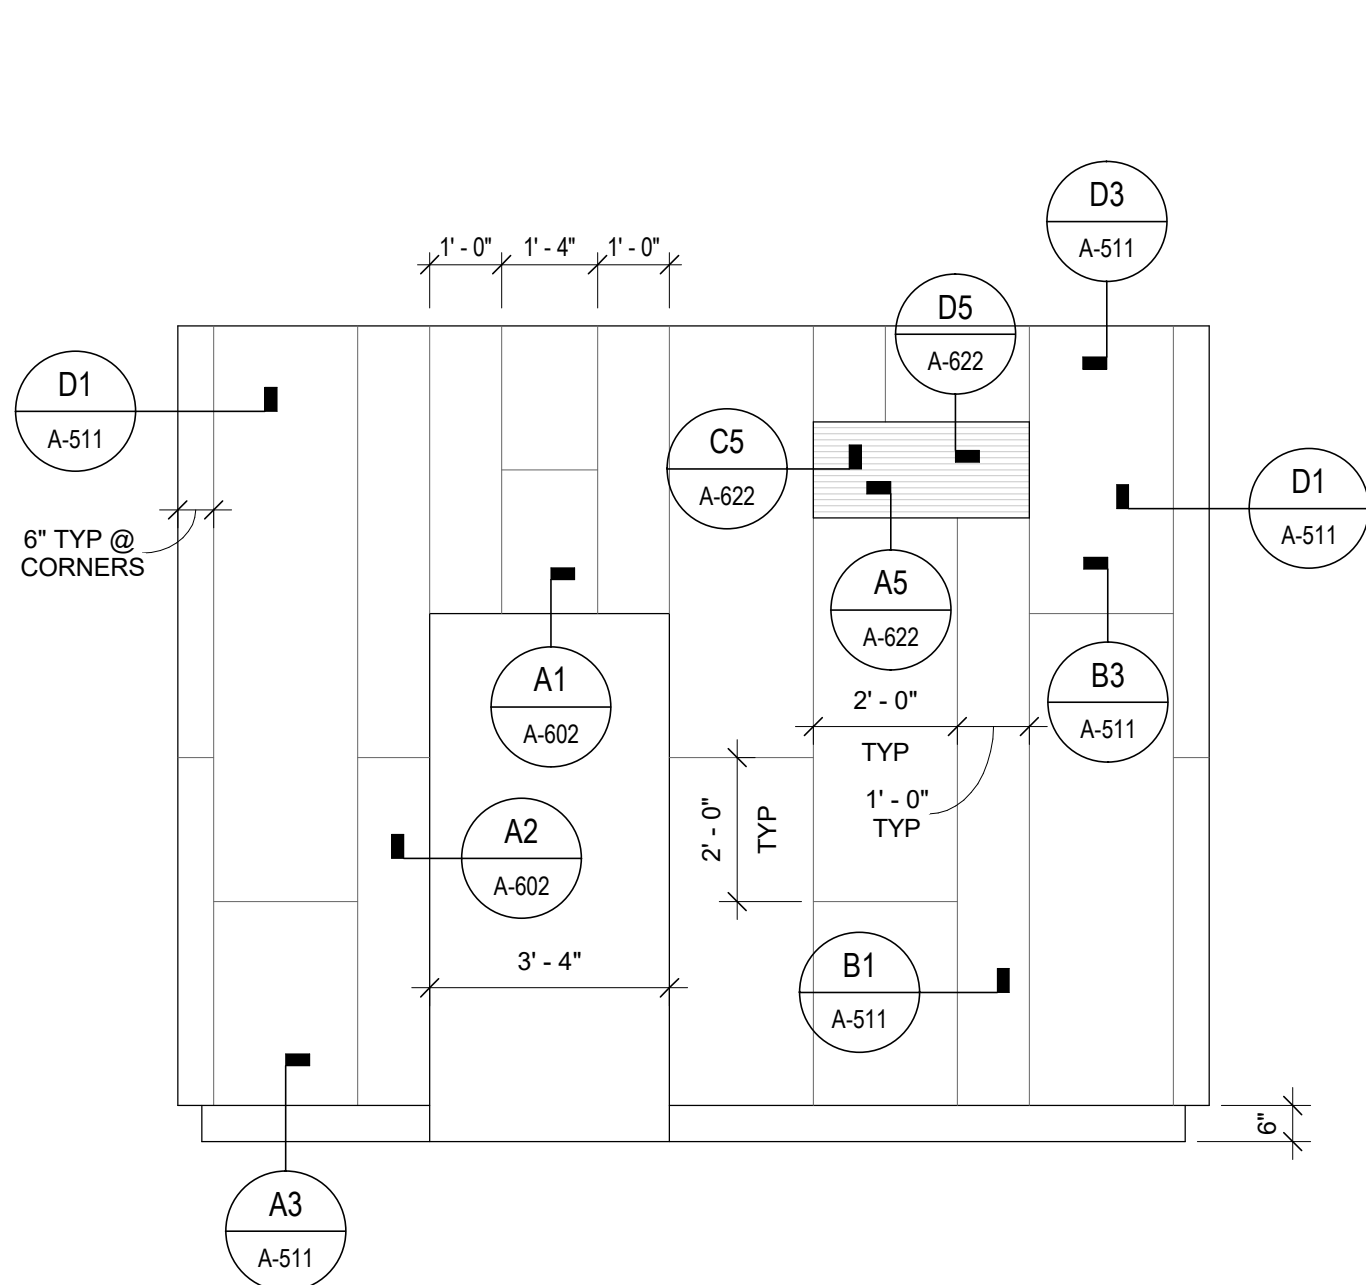 D3
A-511
1' - 0"
1' - 4"
1' - 0"
D5
A-622
D1
A-511
C5
A-622
D1
A-511
6" TYP @
CORNERS
A5
A-622
A1
A-602
B3
A-511
2' - 0"
TYP
1' - 0"
TYP
2' - 0"
TYP
A2
A-602
3' - 4"
B1
A-511
6"
A3
A-511